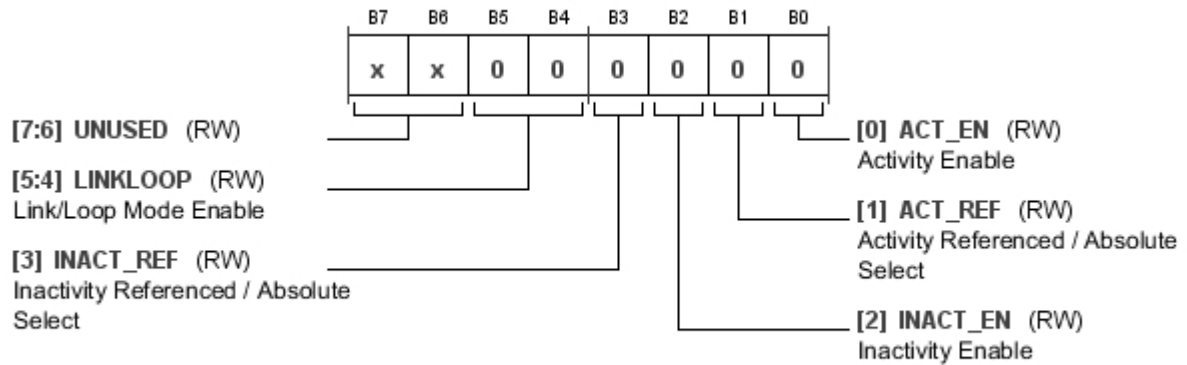 B7 B6 B5 B4 B3 B2 B1 B0
x x 0 0 0 0 0 0
[7:6] UNUSED (RW)
[5:4] LINKLOOP (RW)
Link/Loop Mode Enable
[3] INACT_REF (RW)
Inactivity Referenced / Absolute
Select
[0] ACT_EN (RW)
Activity Enable
[1] ACT_REF (RW)
Activity Referenced / Absolute
Select
[2] INACT_EN (RW)
Inactivity Enable